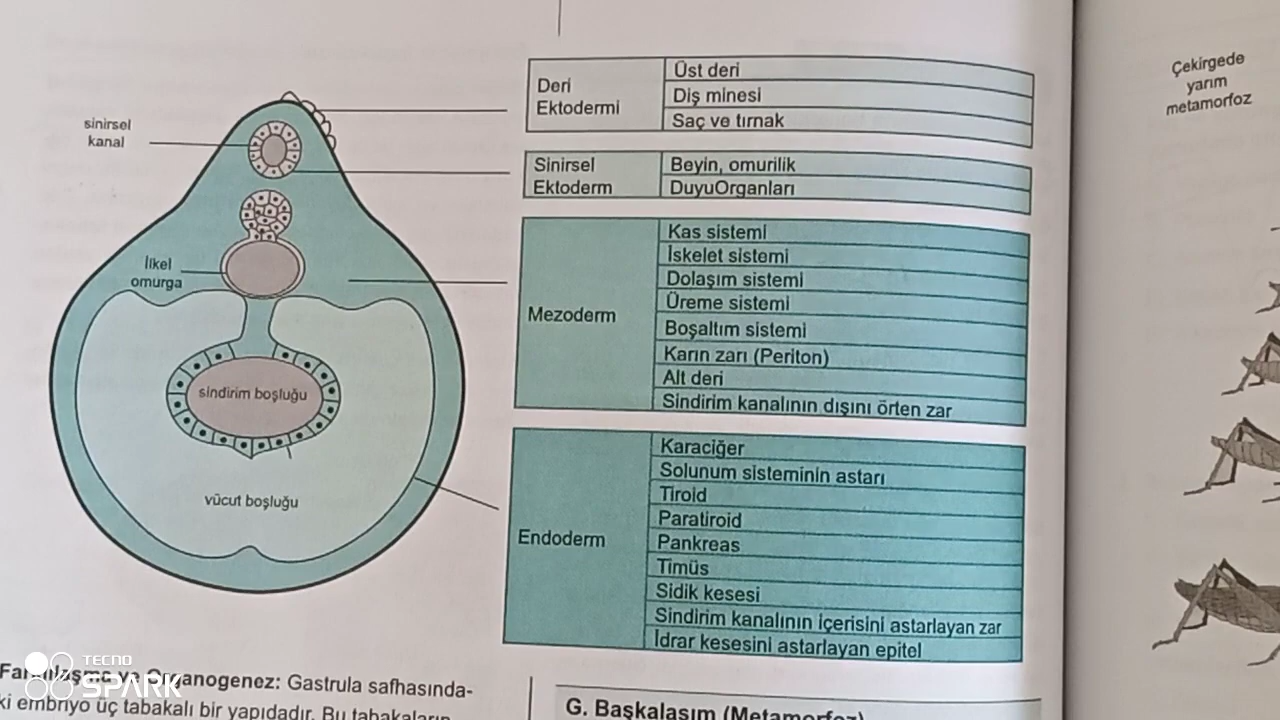 sinirsel
kanal
İlkel
omurga
sindirim boşluğu
vücut boşluğu
Deri
Ektodermi
Üst deri
Diş minesi
Saç ve tırnak
Sinirsel
Ektoderm
Beyin, omurilik
DuyuOrganları
Mezoderm
Kas sistemi
İskelet sistemi
Dolaşım sistemi
Üreme sistemi
Boşaltım sistemi
Karın zarı (Periton)
Alt deri
Sindirim kanalının dışını örten zar
Endoderm
Karaciğer
Solunum sisteminin astarı
Tiroid
Paratiroid
Pankreas
Timüs
Sidik kesesi
Sindirim kanalının içerisini astarlayan zar
İdrar kesesini astarlayan epitel
Farklılaşma ve Organogenez: Gastrula safhasında-
ki embriyo üç tabakalı bir yapıdadır. Bu tabakaların
G. Başkalaşım (Metamorfoz)
Çekirgede
yarım
metamorfoz
TECNO
SPARK